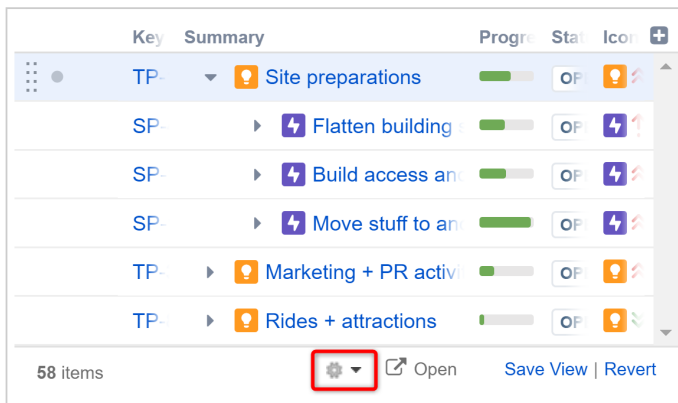 Key Summary Progre Stat Icon
TP- Site preparations OP
SP- Flatten building OP
SP- Build access and OP
SP- Move stuff to an OP
TP- Marketing + PR activi OP
TP- Rides + attractions OP
58 items Open Save View | Revert